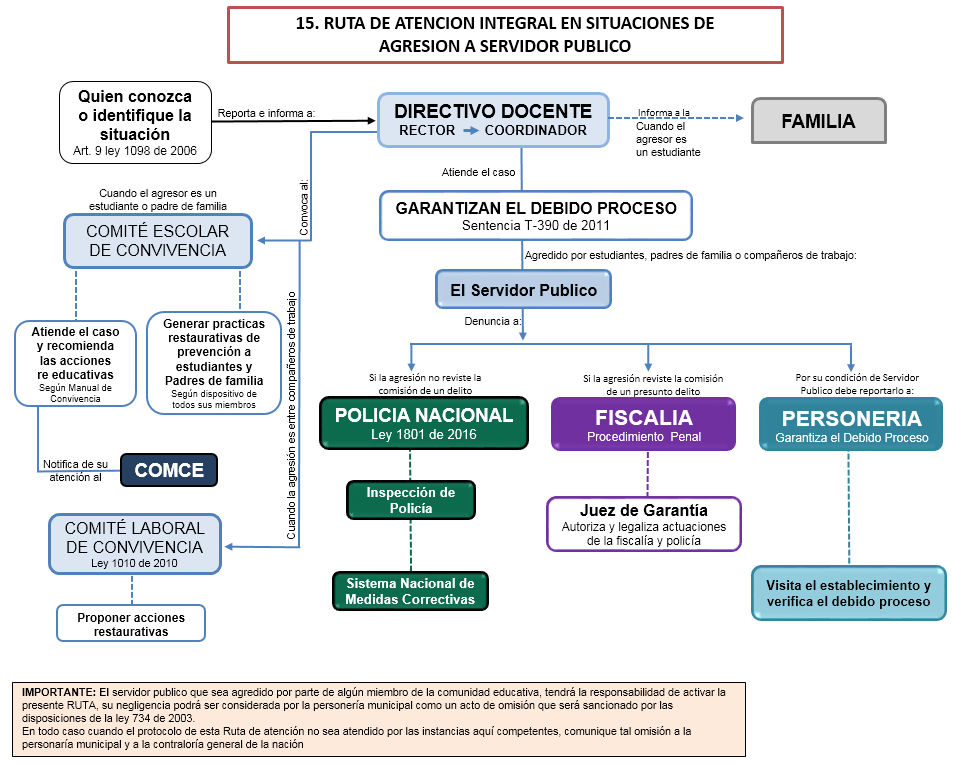 15. RUTA DE ATENCION INTEGRAL EN SITUACIONES DE
AGRESION A SERVIDOR PUBLICO
Quien conozca
o identifique la
situación
Art. 9 ley 1098 de 2006
Reporta e informa a:
DIRECTIVO DOCENTE
RECTOR
COORDINADOR
Informa a la
Cuando el
agresor es
un estudiante
FAMILIA
Convoca al:
Atiende el caso
Cuando el agresor es un
estudiante o padre de familia
COMITÉ ESCOLAR
DE CONVIVENCIA
GARANTIZAN EL DEBIDO PROCESO
Sentencia T-390 de 2011
Agredido por estudiantes, padres de familia o compañeros de trabajo:
El Servidor Publico
Denuncia a:
Cuando la agresión es entre compañeros de trabajo
Atiende el caso
y recomienda
las acciones
re educativas
Según Manual de
Convivencia
Generar practicas
restaurativas de
prevención a
estudiantes y
Padres de familia
Según dispositivo de
todos sus miembros
Si la agresión no reviste la
comisión de un delito
POLICIA NACIONAL
Ley 1801 de 2016
Si la agresión reviste la comisión
de un presunto delito
FISCALIA
Procedimiento Penal
Por su condición de Servidor
Publico debe reportarlo a:
PERSONERIA
Garantiza el Debido Proceso
Notifica de su
atención al
COMCE
Inspección de
Policía
Juez de Garantía
Autoriza y legaliza actuaciones
de la fiscalía y policía
COMITÉ LABORAL
DE CONVIVENCIA
Ley 1010 de 2010
Sistema Nacional de
Medidas Correctivas
Visita el establecimiento y
verifica el debido proceso
Proponer acciones
restaurativas
IMPORTANTE: El servidor publico que sea agredido por parte de algún miembro de la comunidad educativa, tendrá la responsabilidad de activar la
presente RUTA, su negligencia podrá ser considerada por la personería municipal como un acto de omisión que será sancionado por las
disposiciones de la ley 734 de 2003.
En todo caso cuando el protocolo de esta Ruta de atención no sea atendido por las instancias aquí competentes, comunique tal omisión a la
personaría municipal y a la contraloría general de la nación